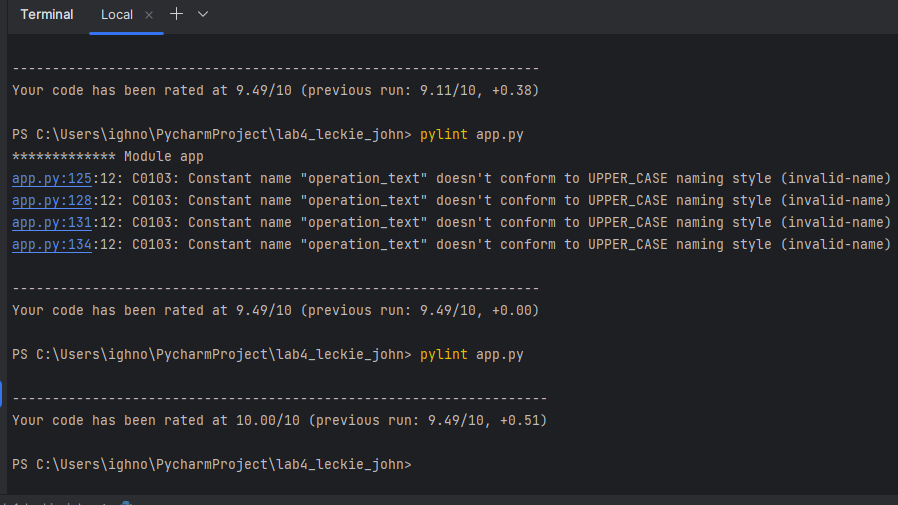 Terminal Local × + ⌄
------------------------------------------------------------------
Your code has been rated at 9.49/10 (previous run: 9.11/10, +0.38)
PS C:\Users\ighno\PycharmProject\lab4_leckie_john> pylint app.py
************* Module app
app.py:125:12: C0103: Constant name "operation_text" doesn't conform to UPPER_CASE naming style (invalid-name)
app.py:128:12: C0103: Constant name "operation_text" doesn't conform to UPPER_CASE naming style (invalid-name)
app.py:131:12: C0103: Constant name "operation_text" doesn't conform to UPPER_CASE naming style (invalid-name)
app.py:134:12: C0103: Constant name "operation_text" doesn't conform to UPPER_CASE naming style (invalid-name)
------------------------------------------------------------------
Your code has been rated at 9.49/10 (previous run: 9.49/10, +0.00)
PS C:\Users\ighno\PycharmProject\lab4_leckie_john> pylint app.py
-------------------------------------------------------------------
Your code has been rated at 10.00/10 (previous run: 9.49/10, +0.51)
PS C:\Users\ighno\PycharmProject\lab4_leckie_john>